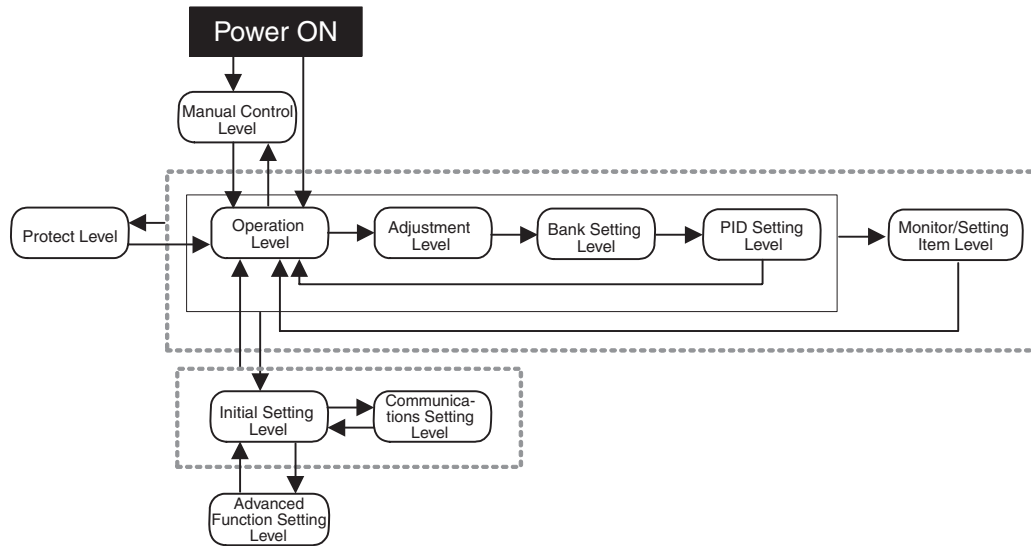 Power ON
Manual Control
Level
Protect Level
Operation
Level
Adjustment
Level
Bank Setting
Level
PID Setting
Level
Monitor/Setting
Item Level
Initial Setting
Level
Communica-
tions Setting
Level
Advanced
Function Setting
Level